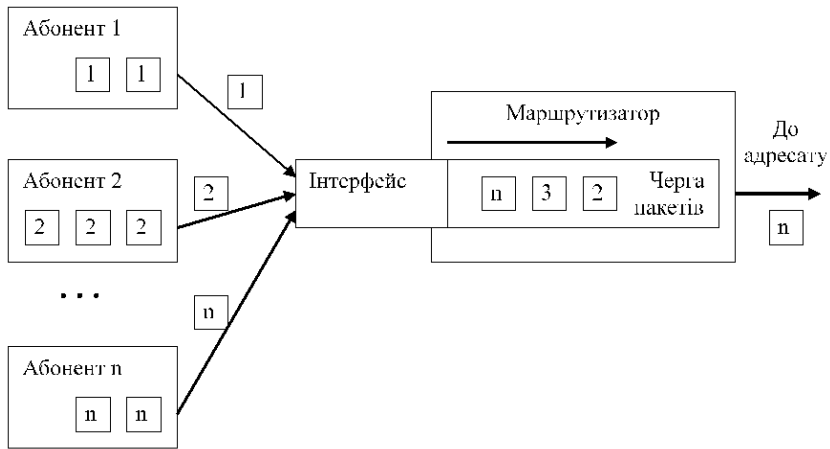 Абонент 1
1 1
1
Маршрутизатор
До
адресату
Абонент 2
2 2 2
2
Інтерфейс
n 3 2
Черга
пакетів
n
...
n
Абонент n
n n